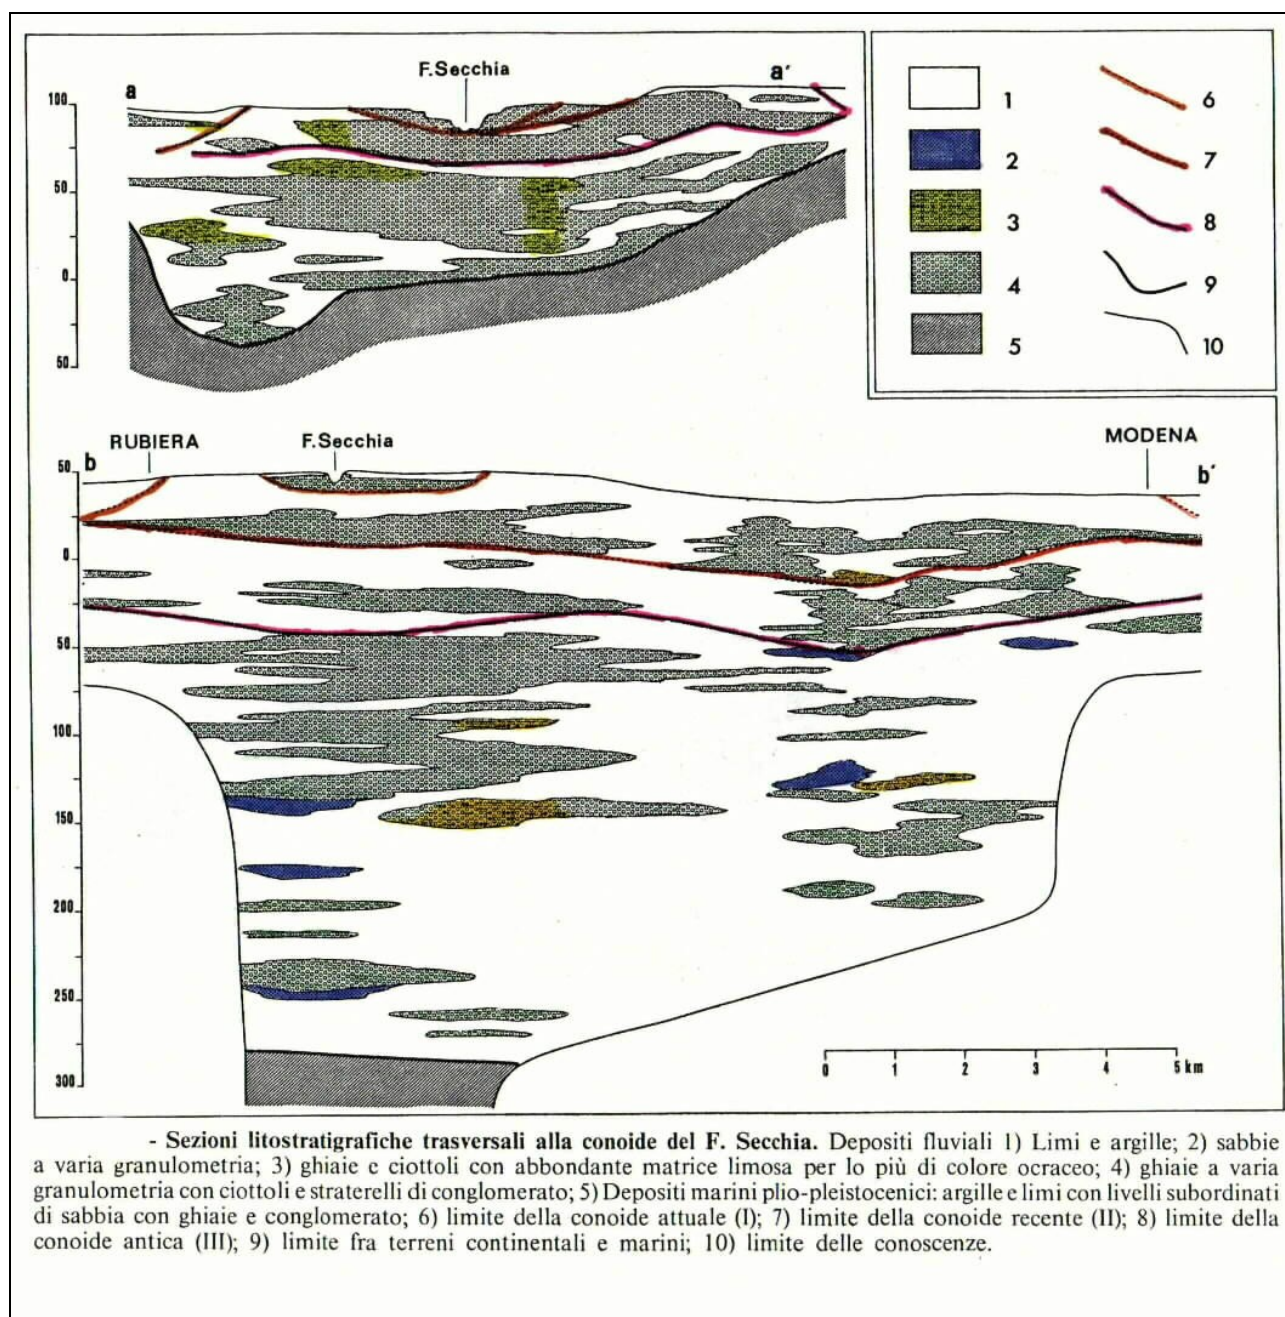 F.Secchia
a
a′
100
50
0
50
1
2
3
4
5
6
7
8
9
10
RUBIERA
F.Secchia
MODENA
b
b′
50
0
50
100
150
200
250
300
0 1 2 3 4 5 km
- Sezioni litostratigrafiche trasversali alla conoide del F. Secchia. Depositi fluviali 1) Limi e argille; 2) sabbie
a varia granulometria; 3) ghiaie e ciottoli con abbondante matrice limosa per lo più di colore ocraceo; 4) ghiaie a varia
granulometria con ciottoli e straterelli di conglomerato; 5) Depositi marini plio-pleistocenici: argille e limi con livelli subordinati
di sabbia con ghiaie e conglomerato; 6) limite della conoide attuale (I); 7) limite della conoide recente (II); 8) limite della
conoide antica (III); 9) limite fra terreni continentali e marini; 10) limite delle conoscenze.